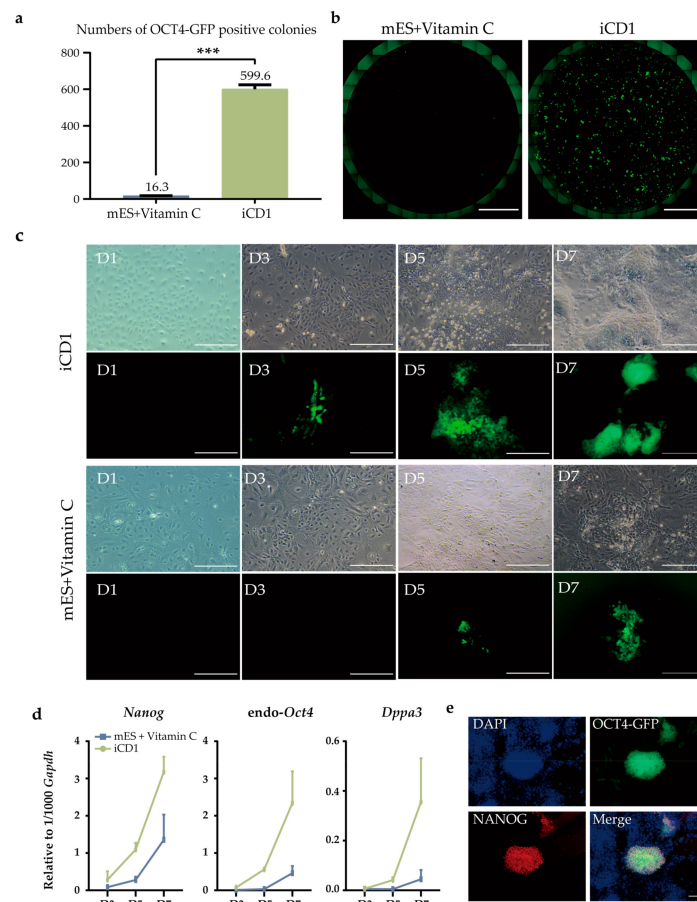 a
Numbers of OCT4-GFP positive colonies
***
599.6
16.3
800
600
400
200
0
mES+Vitamin C
iCD1
b
mES+Vitamin C
iCD1
c
iCD1
D1
D3
D5
D7
D1
D3
D5
D7
mES+Vitamin C
D1
D3
D5
D7
D1
D3
D5
D7
d
Relative to 1/1000 Gapdh
Nanog
mES + Vitamin C
iCD1
4
3
2
1
0
endo-Oct4
4
3
2
1
0
Dppa3
0.6
0.4
0.2
0.0
e
DAPI
OCT4-GFP
NANOG
Merge